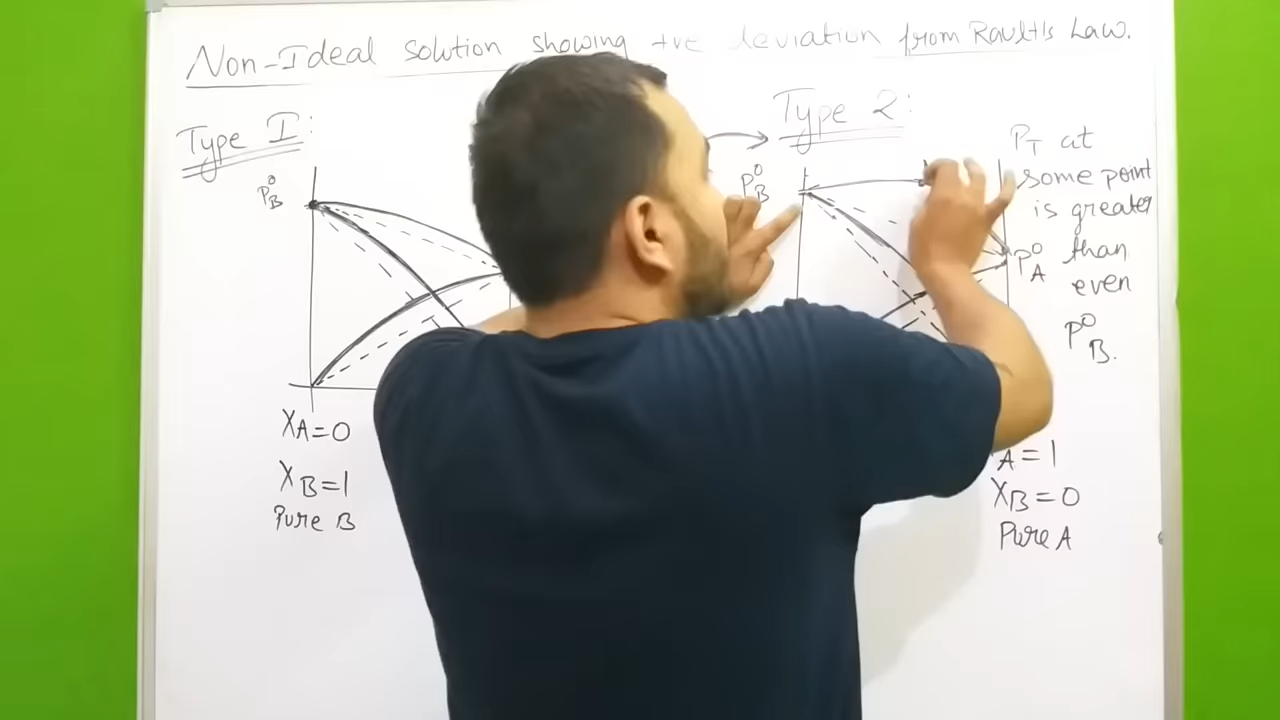 Non-Ideal solution showing +ve deviation from Rault's Law.
Type I:
P°B
XA=0
XB=1
Pure B
Type 2:
P°B
P°A
PT at
some point
is greater
than
even
P°B.
A=1
XB=0
Pure A